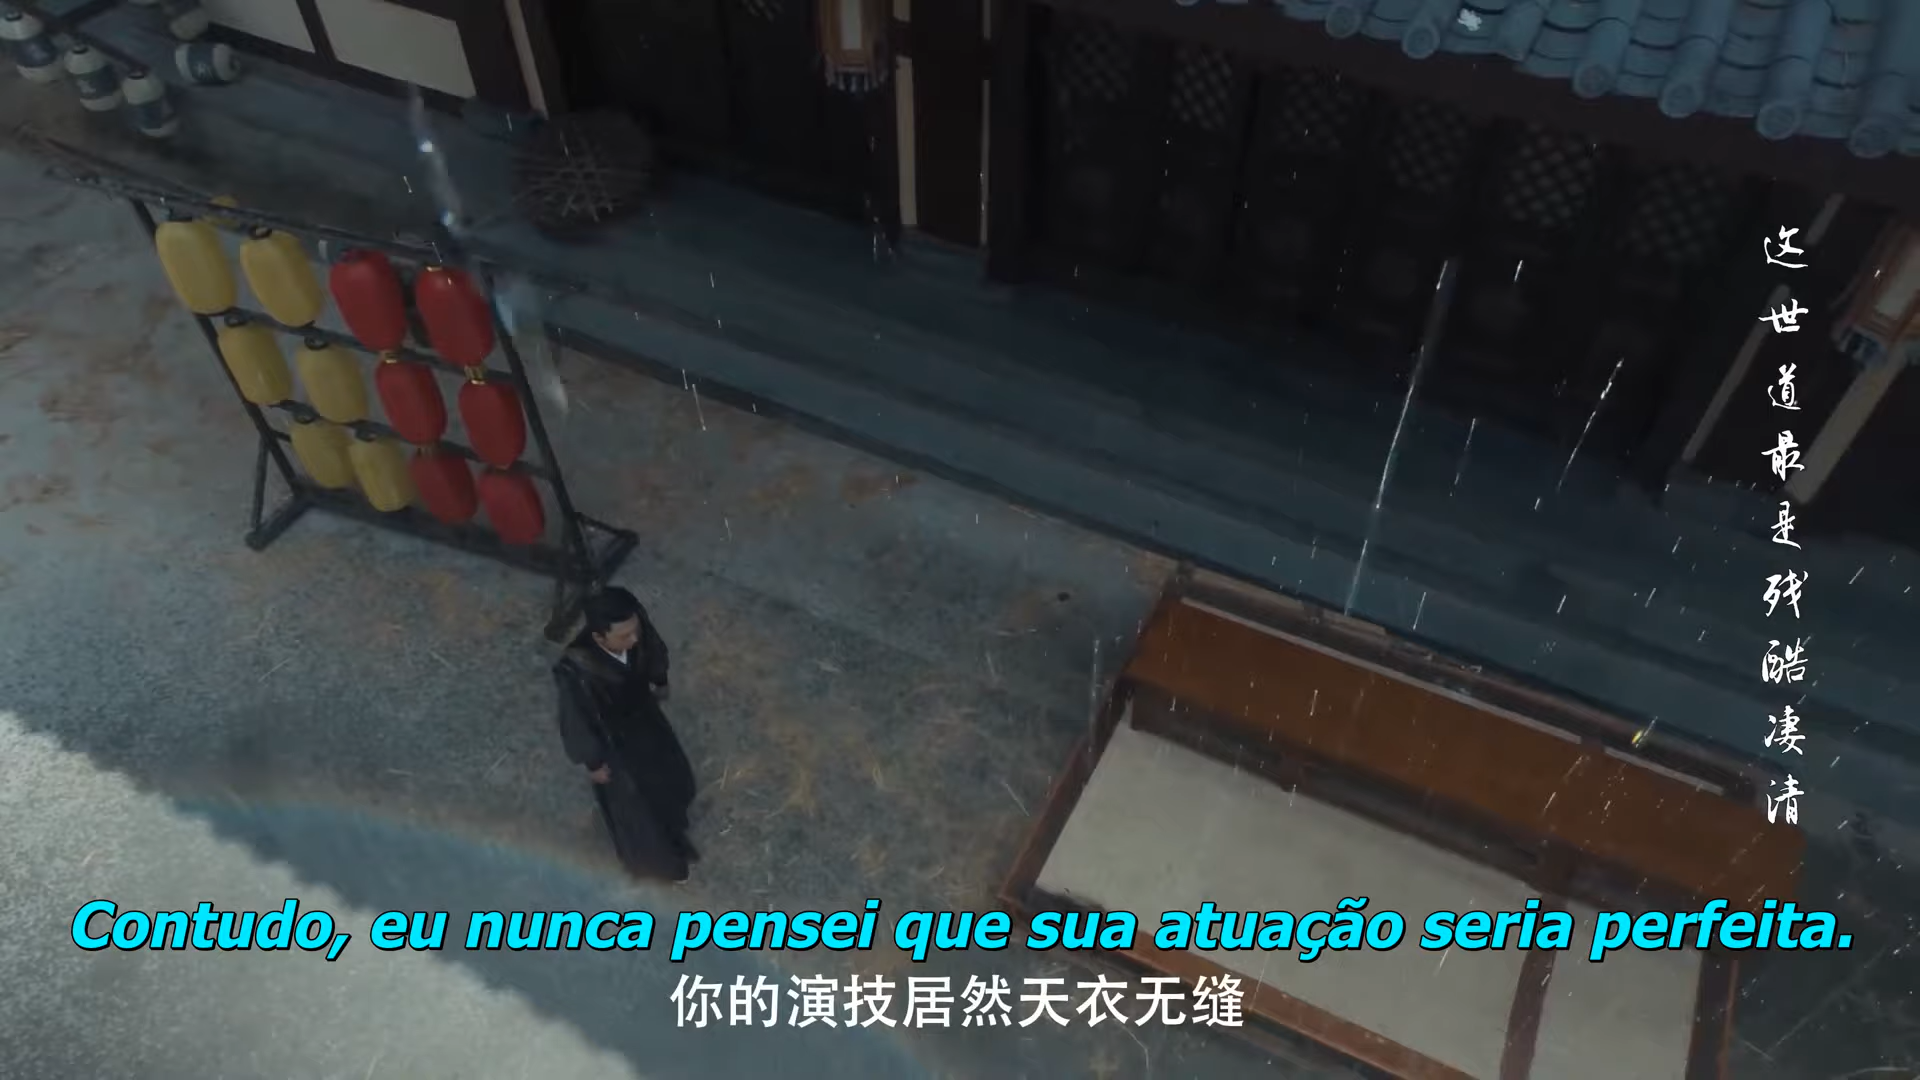 这世道最是残酷凄清
Contudo, eu nunca pensei que sua atuação seria perfeita.
你的演技居然天衣无缝